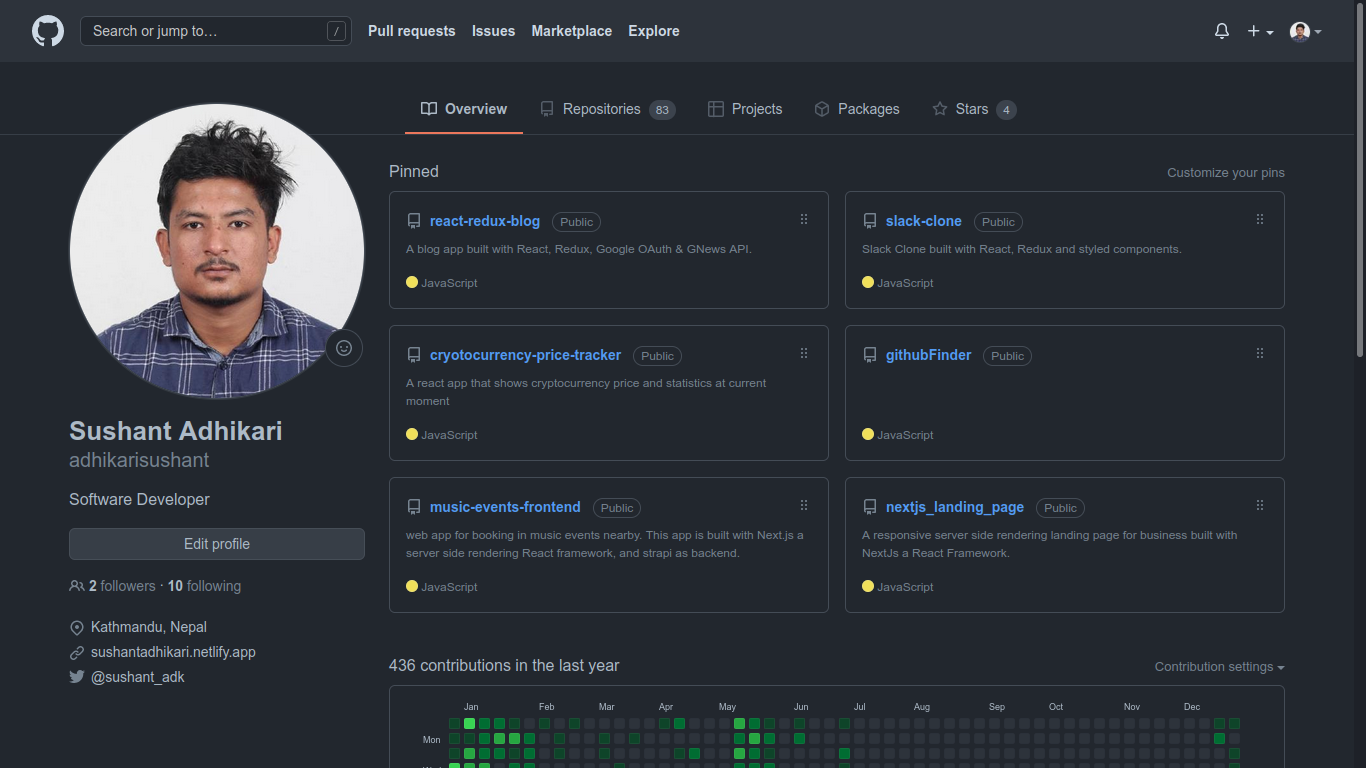 Search or jump to… /
Pull requests Issues Marketplace Explore
Overview Repositories 83 Projects Packages Stars 4
Sushant Adhikari
adhikarisushant
Software Developer
Edit profile
2 followers · 10 following
Kathmandu, Nepal
sushantadhikari.netlify.app
@sushant_adk
Pinned Customize your pins
react-redux-blog Public
A blog app built with React, Redux, Google OAuth & GNews API.
JavaScript
slack-clone Public
Slack Clone built with React, Redux and styled components.
JavaScript
cryotocurrency-price-tracker Public
A react app that shows cryptocurrency price and statistics at current
moment
JavaScript
githubFinder Public
JavaScript
music-events-frontend Public
web app for booking in music events nearby. This app is built with Next.js a
server side rendering React framework, and strapi as backend.
JavaScript
nextjs_landing_page Public
A responsive server side rendering landing page for business built with
NextJs a React Framework.
JavaScript
436 contributions in the last year Contribution settings
Jan Feb Mar Apr May Jun Jul Aug Sep Oct Nov Dec
Mon